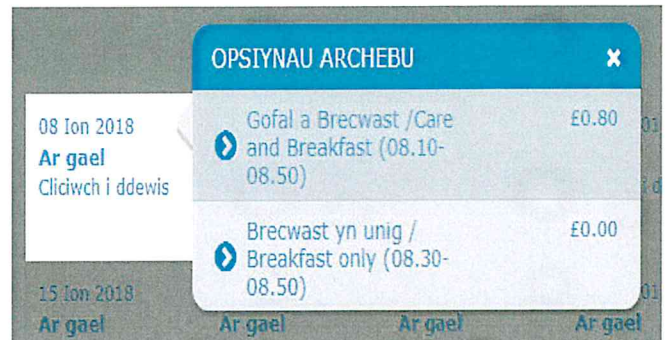 OPSIYNAU ARCHEBU
08 Ion 2018
Ar gael
Cliciwch i ddewis
Gofal a Brecwast /Care
and Breakfast (08.10-
08.50)
£0.80
Brecwast yn unig /
Breakfast only (08.30-
08.50)
£0.00
15 Ion 2018
Ar gael
Ar gael
Ar gael
Ar gael